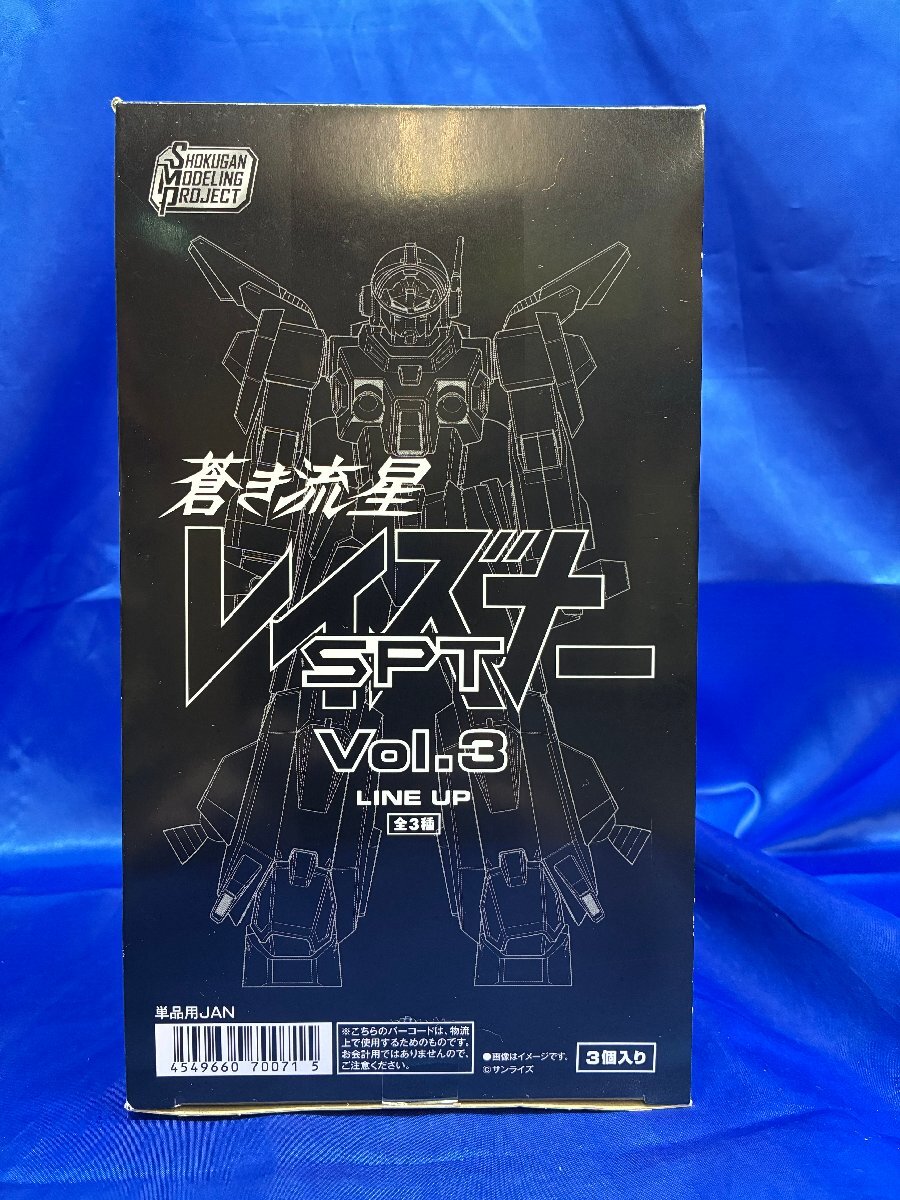 SHOKUGAN
MODELING
PROJECT
蒼き流星
レイズナー
SPT
Vol.3
LINE UP
全3種
単品用JAN
4549660 70071 5
※こちらのバーコードは、物流
上で使用するためのものです。
お会計用ではありませんので、
ご注意ください。
●画像はイメージです。
©サンライズ
3個入り